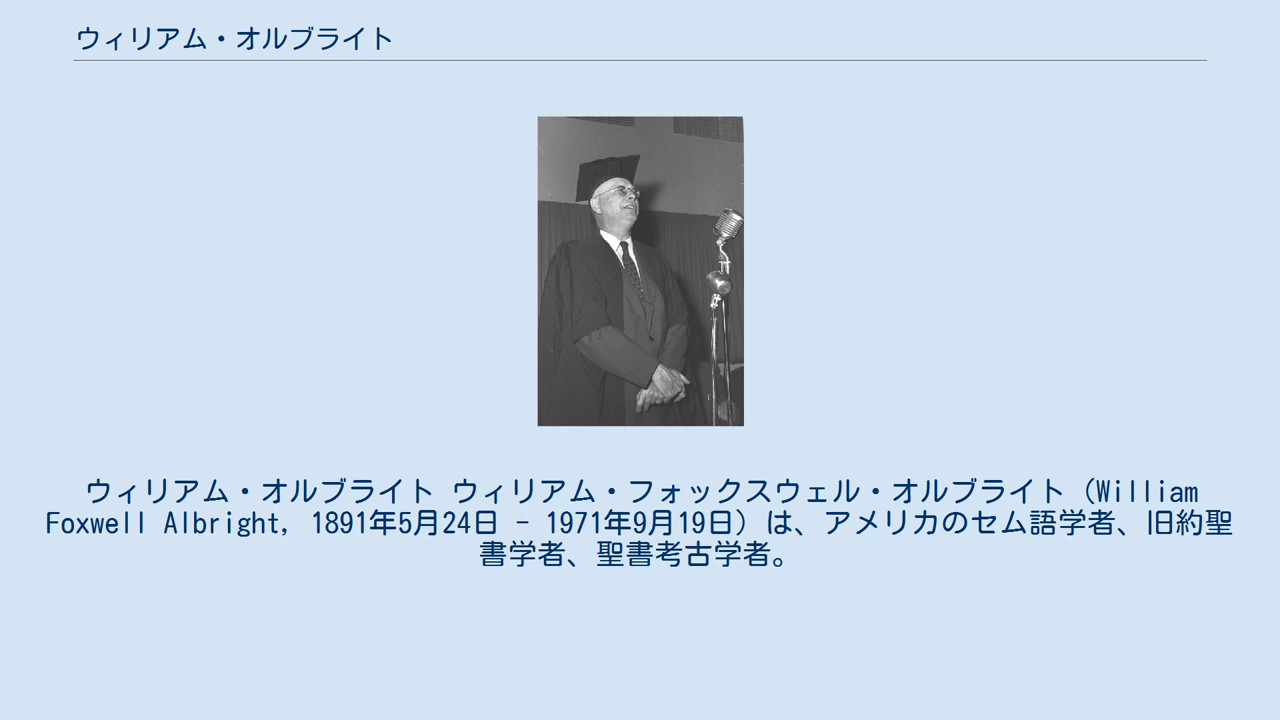 ウィリアム・オルブライト
ウィリアム・オルブライト ウィリアム・フォックスウェル・オルブライト（William
Foxwell Albright, 1891年5月24日 - 1971年9月19日）は、アメリカのセム語学者、旧約聖
書学者、聖書考古学者。